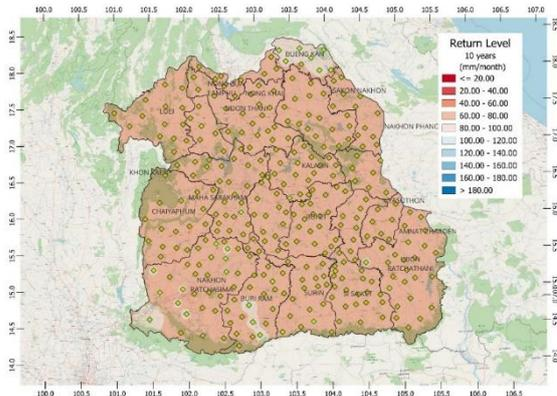 100.0 100.5 101.0 101.5 102.0 102.5 103.0 103.5 104.0 104.5 105.0 105.5 106.0 106.5 107.0
18.5
18.0
17.5
17.0
16.5
16.0
15.5
15.0
14.5
14.0
Return Level
10 years
(mm/month)
<= 20.00
20.00 - 40.00
40.00 - 60.00
60.00 - 80.00
80.00 - 100.00
100.00 - 120.00
120.00 - 140.00
140.00 - 160.00
160.00 - 180.00
> 180.00
BUENG KAN
SAKON NAKHON
LOEI
UDON THANI
NAKHON PHANO
KHON KAEN
KALASIN
MAHA SARAKHAM
CHAIYAPHUM
AMNAT CHAROEN
UBON
RATCHATHANI
NAKHON
RATCHASIMA
BURI RAM
SURIN
SI SAKET
100.0 100.5 101.0 101.5 102.0 102.5 103.0 103.5 104.0 104.5 105.0 105.5 106.0 106.5